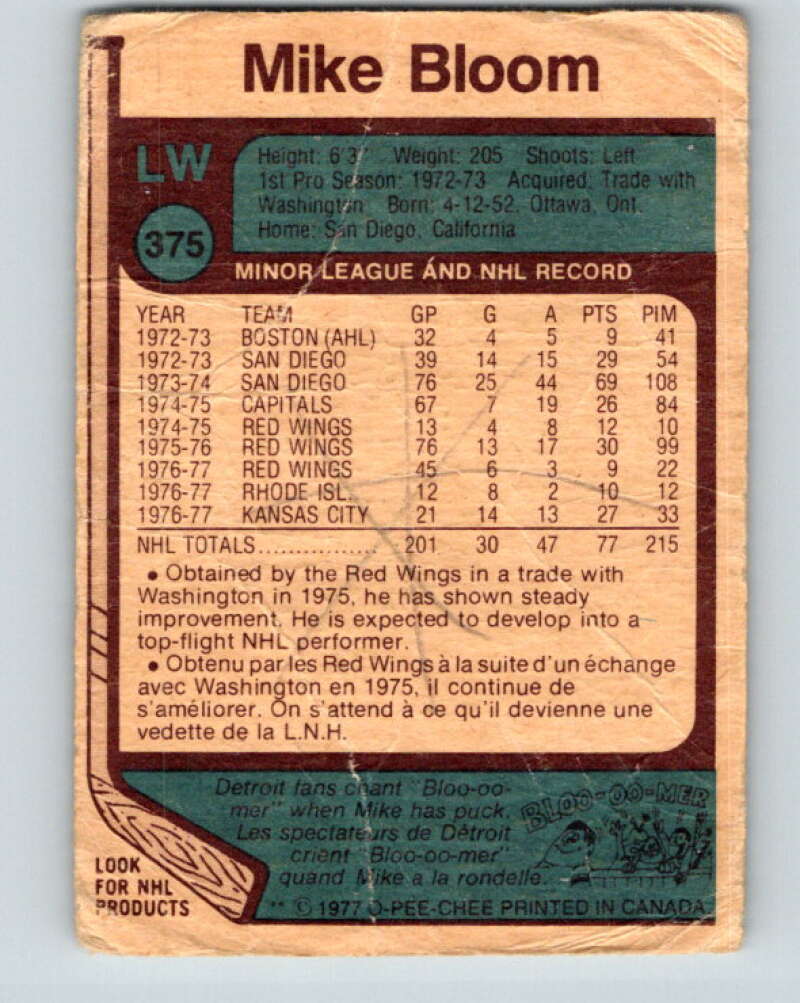 Mike Bloom
LW
375
Height: 6'3" Weight: 205 Shoots: Left
1st Pro Season: 1972-73 Acquired: Trade with
Washington Born: 4-12-52, Ottawa, Ont.
Home: San Diego, California
MINOR LEAGUE AND NHL RECORD
YEAR TEAM GP G A PTS PIM
1972-73 BOSTON (AHL) 32 4 5 9 41
1972-73 SAN DIEGO 39 14 15 29 54
1973-74 SAN DIEGO 76 25 44 69 108
1974-75 CAPITALS 67 7 19 26 84
1974-75 RED WINGS 13 4 8 12 10
1975-76 RED WINGS 76 13 17 30 99
1976-77 RED WINGS 45 6 3 9 22
1976-77 RHODE ISL. 12 8 2 10 12
1976-77 KANSAS CITY 21 14 13 27 33
NHL TOTALS................ 201 30 47 77 215
• Obtained by the Red Wings in a trade with
Washington in 1975, he has shown steady
improvement. He is expected to develop into a
top-flight NHL performer.
• Obtenu par les Red Wings à la suite d'un échange
avec Washington en 1975, il continue de
s'améliorer. On s'attend à ce qu'il devienne une
vedette de la L.N.H.
Detroit fans chant "Bloo-oo-
mer" when Mike has puck.
Les spectateurs de Détroit
crient "Bloo-oo-mer"
quand Mike a la rondelle.
BLOO-OO-MER
LOOK
FOR NHL
PRODUCTS
** © 1977 O-PEE-CHEE PRINTED IN CANADA